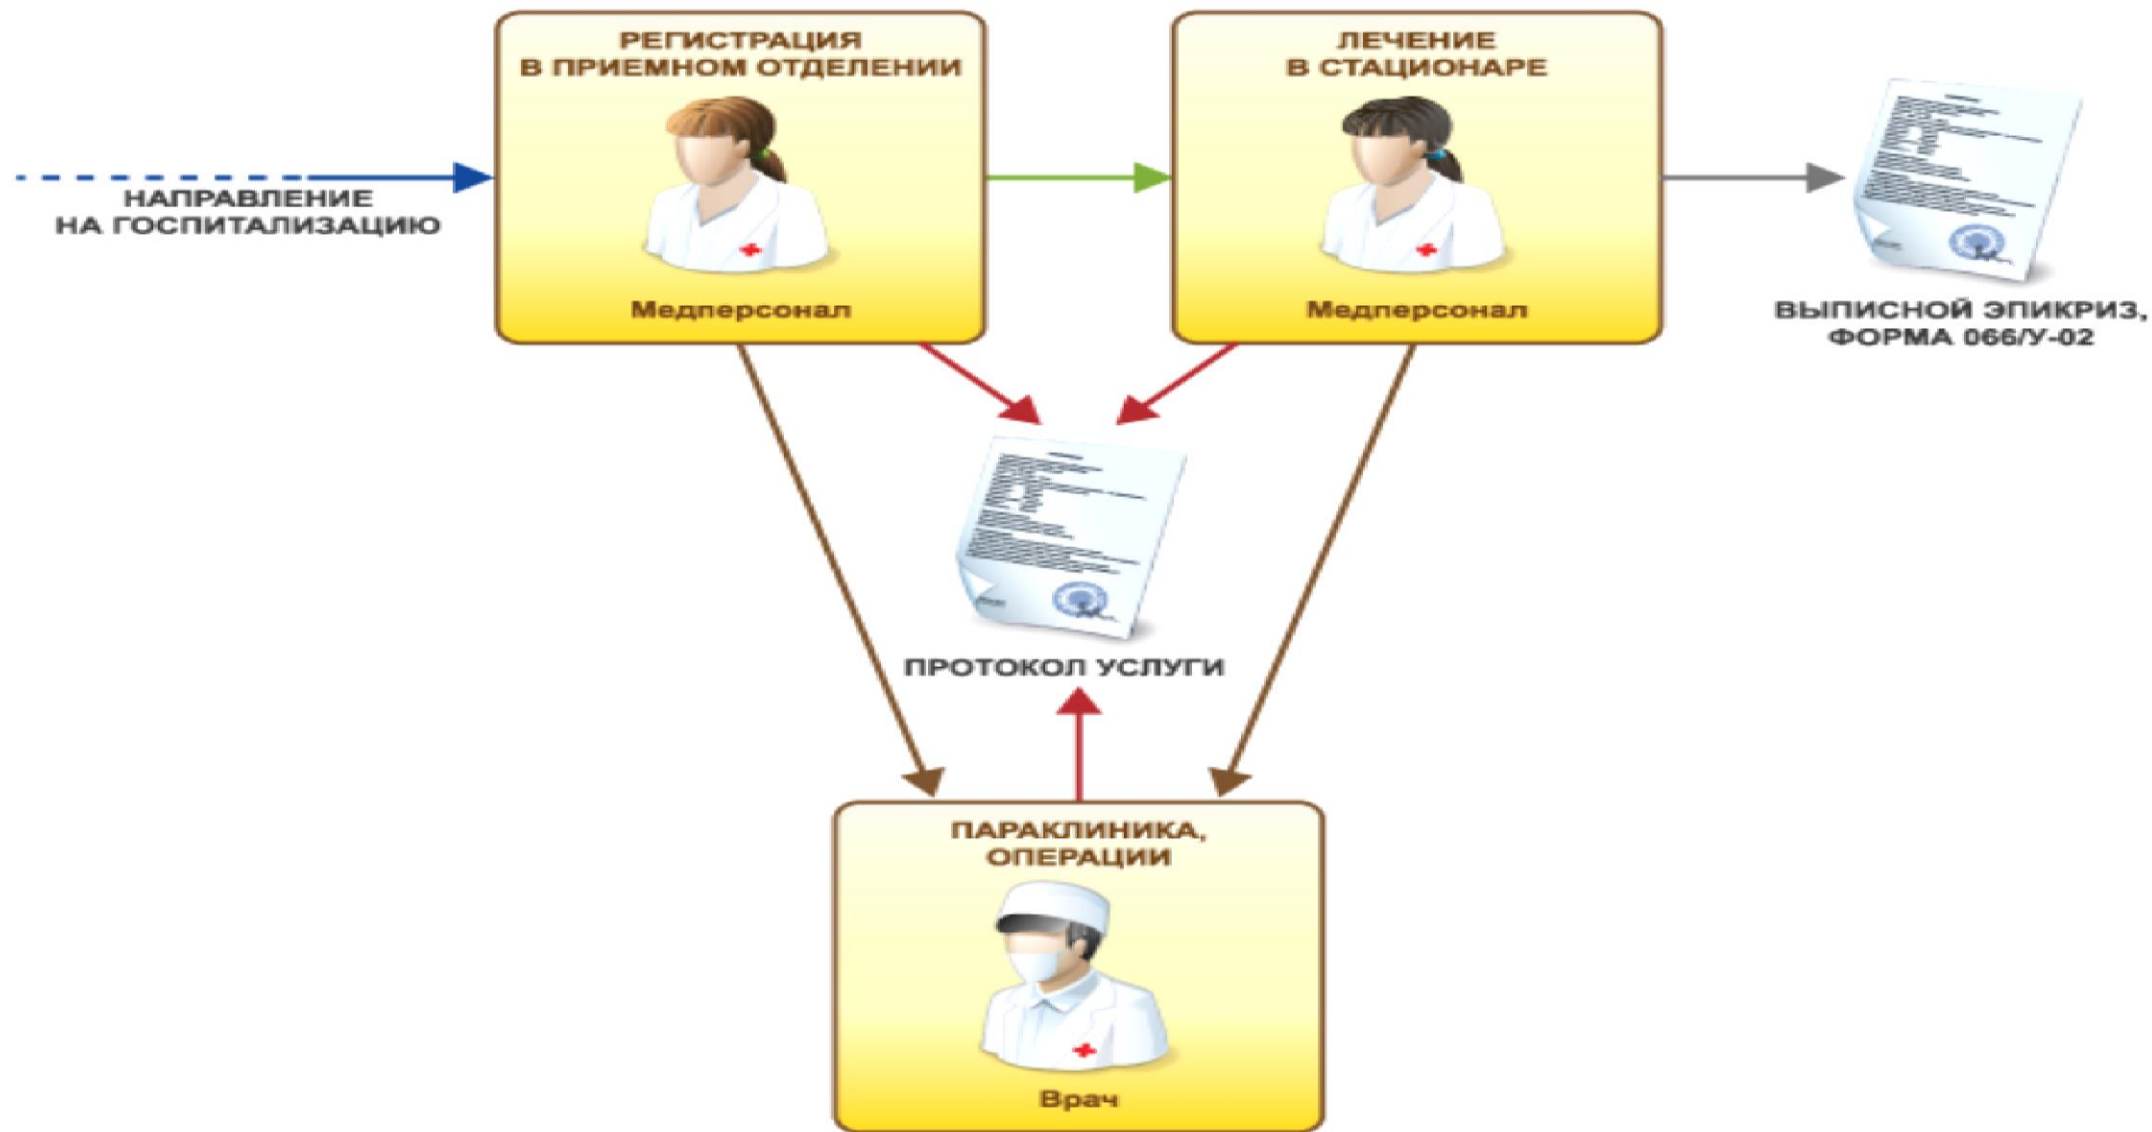 РЕГИСТРАЦИЯ
В ПРИЕМНОМ ОТДЕЛЕНИИ
Медперсонал
ЛЕЧЕНИЕ
В СТАЦИОНАРЕ
Медперсонал
НАПРАВЛЕНИЕ
НА ГОСПИТАЛИЗАЦИЮ
ВЫПИСНОЙ ЭПИКРИЗ,
ФОРМА 066/У-02
ПРОТОКОЛ УСЛУГИ
ПАРАКЛИНИКА,
ОПЕРАЦИИ
Врач